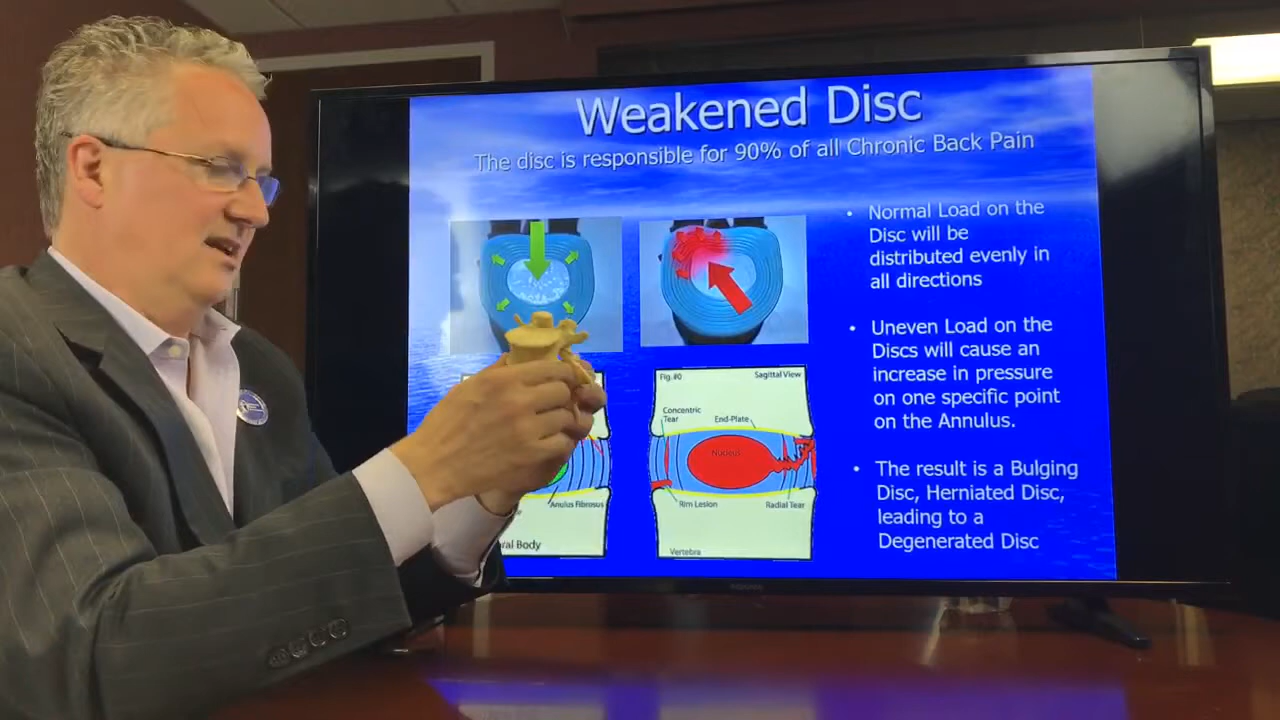 Weakened Disc
The disc is responsible for 90% of all Chronic Back Pain
• Normal Load on the
Disc will be
distributed evenly in
all directions
• Uneven Load on the
Discs will cause an
increase in pressure
on one specific point
on the Annulus.
• The result is a Bulging
Disc, Herniated Disc,
leading to a
Degenerated Disc
Anulus Fibrosus
Body
Fig.#0
Sagittal View
Concentric
Tear
End-Plate
Nucleus
Rim Lesion
Radial Tear
Vertebra
INSIGNIA